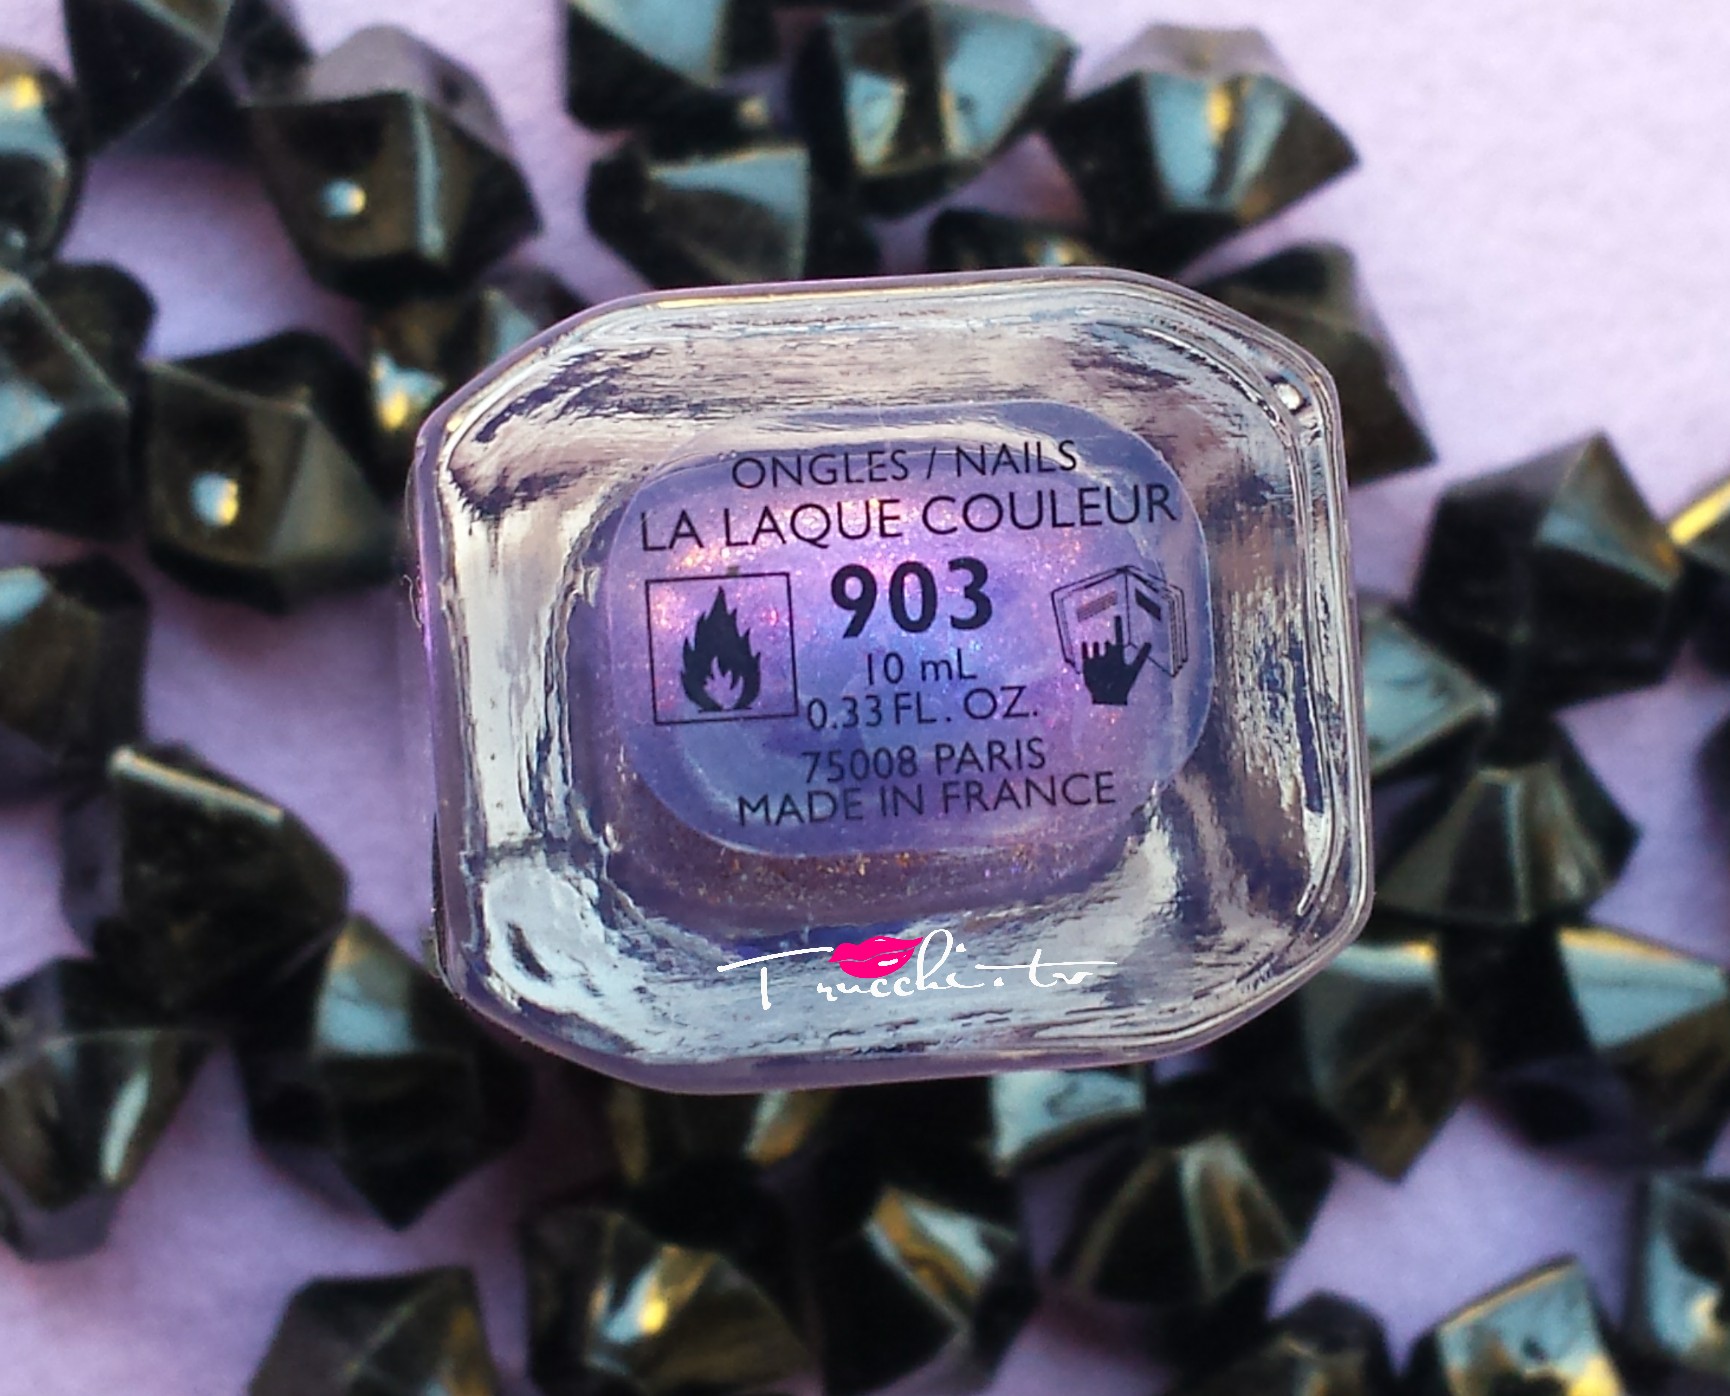 ONGLES / NAILS
LA LAQUE COULEUR
903
10 mL
0.33 FL. OZ.
75008 PARIS
MADE IN FRANCE
Trucchi.tv